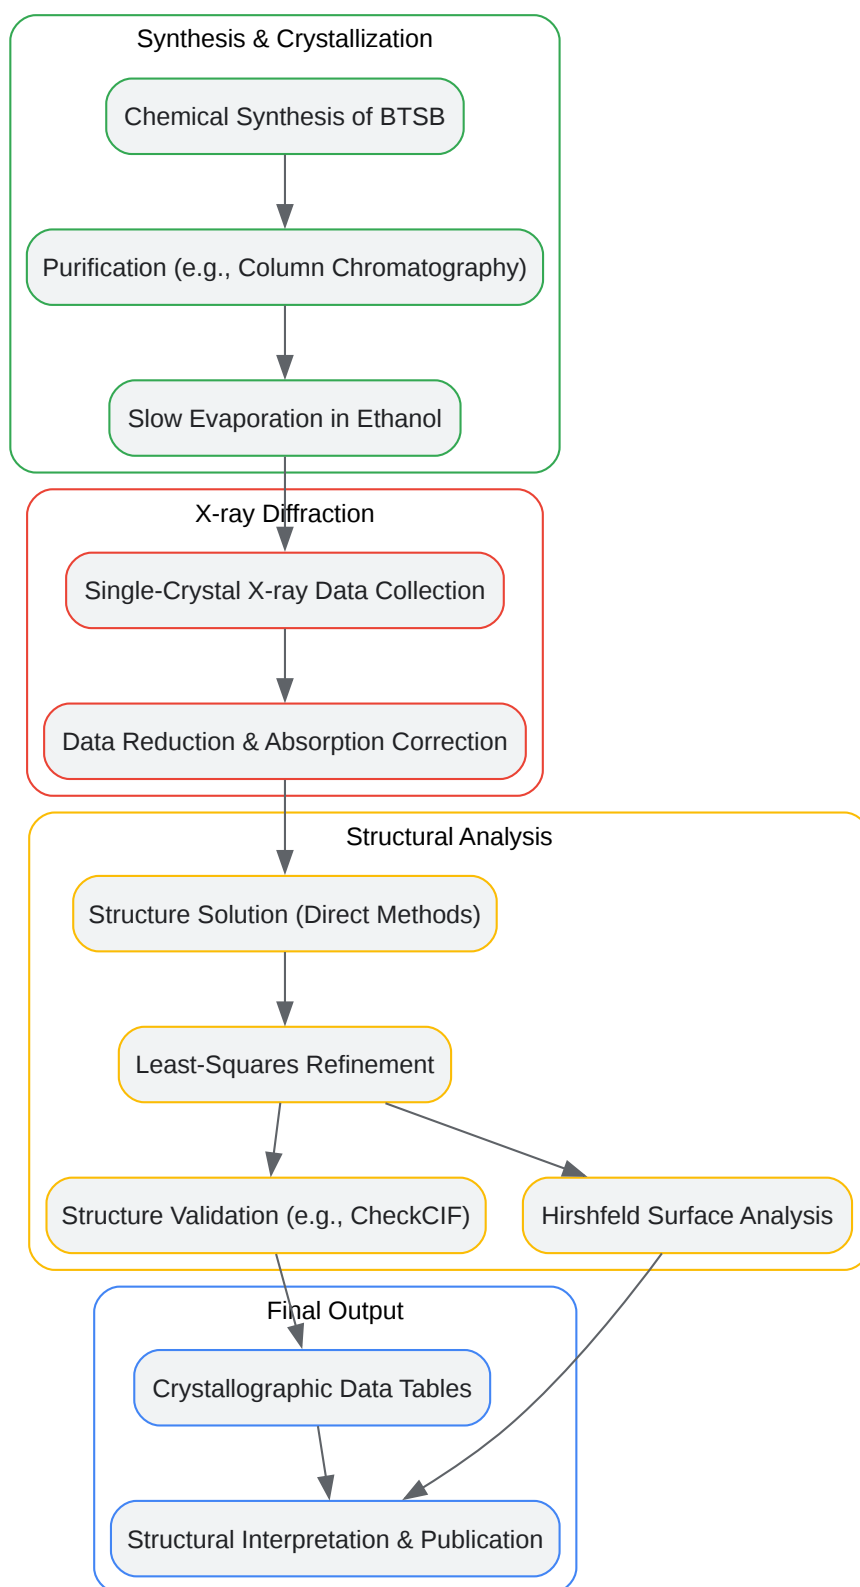 Synthesis & Crystallization
Chemical Synthesis of BTSB
Purification (e.g., Column Chromatography)
Slow Evaporation in Ethanol
X-ray Diffraction
Single-Crystal X-ray Data Collection
Data Reduction & Absorption Correction
Structural Analysis
Structure Solution (Direct Methods)
Least-Squares Refinement
Structure Validation (e.g., CheckCIF)
Hirshfeld Surface Analysis
Final Output
Crystallographic Data Tables
Structural Interpretation & Publication